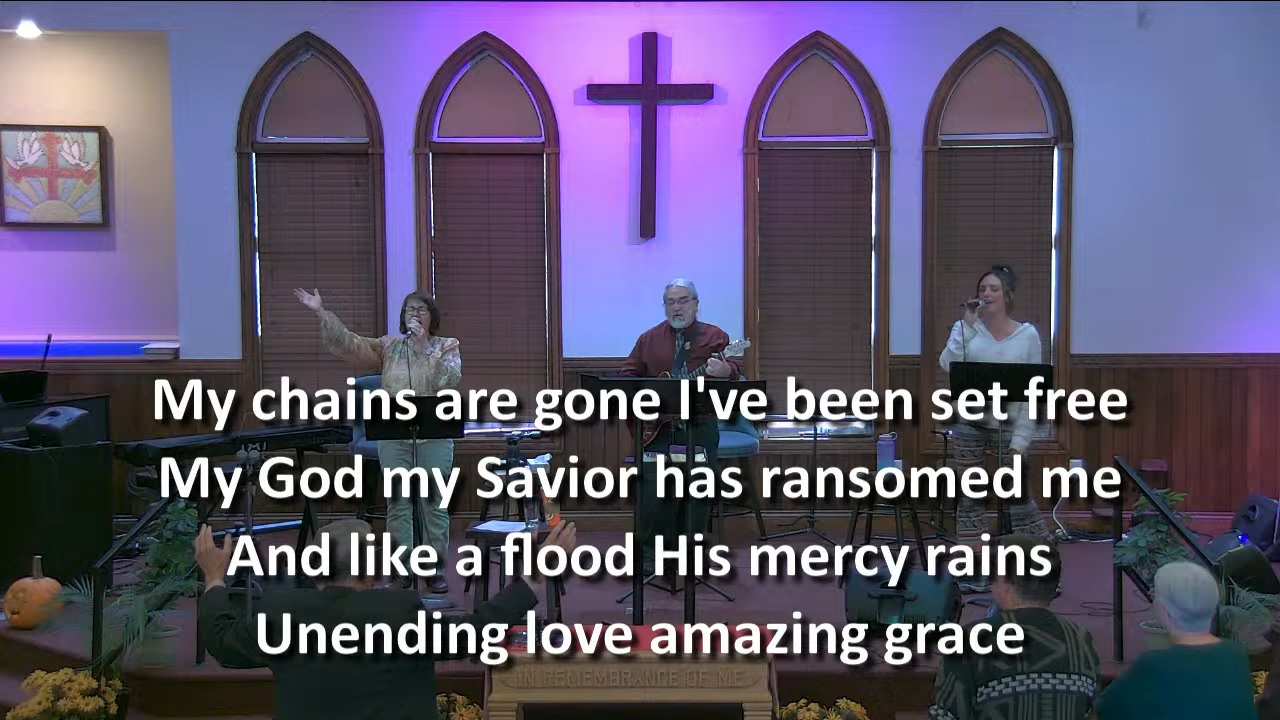 My chains are gone I've been set free
My God my Savior has ransomed me
And like a flood His mercy rains
Unending love amazing grace
IN REMEMBRANCE OF ME